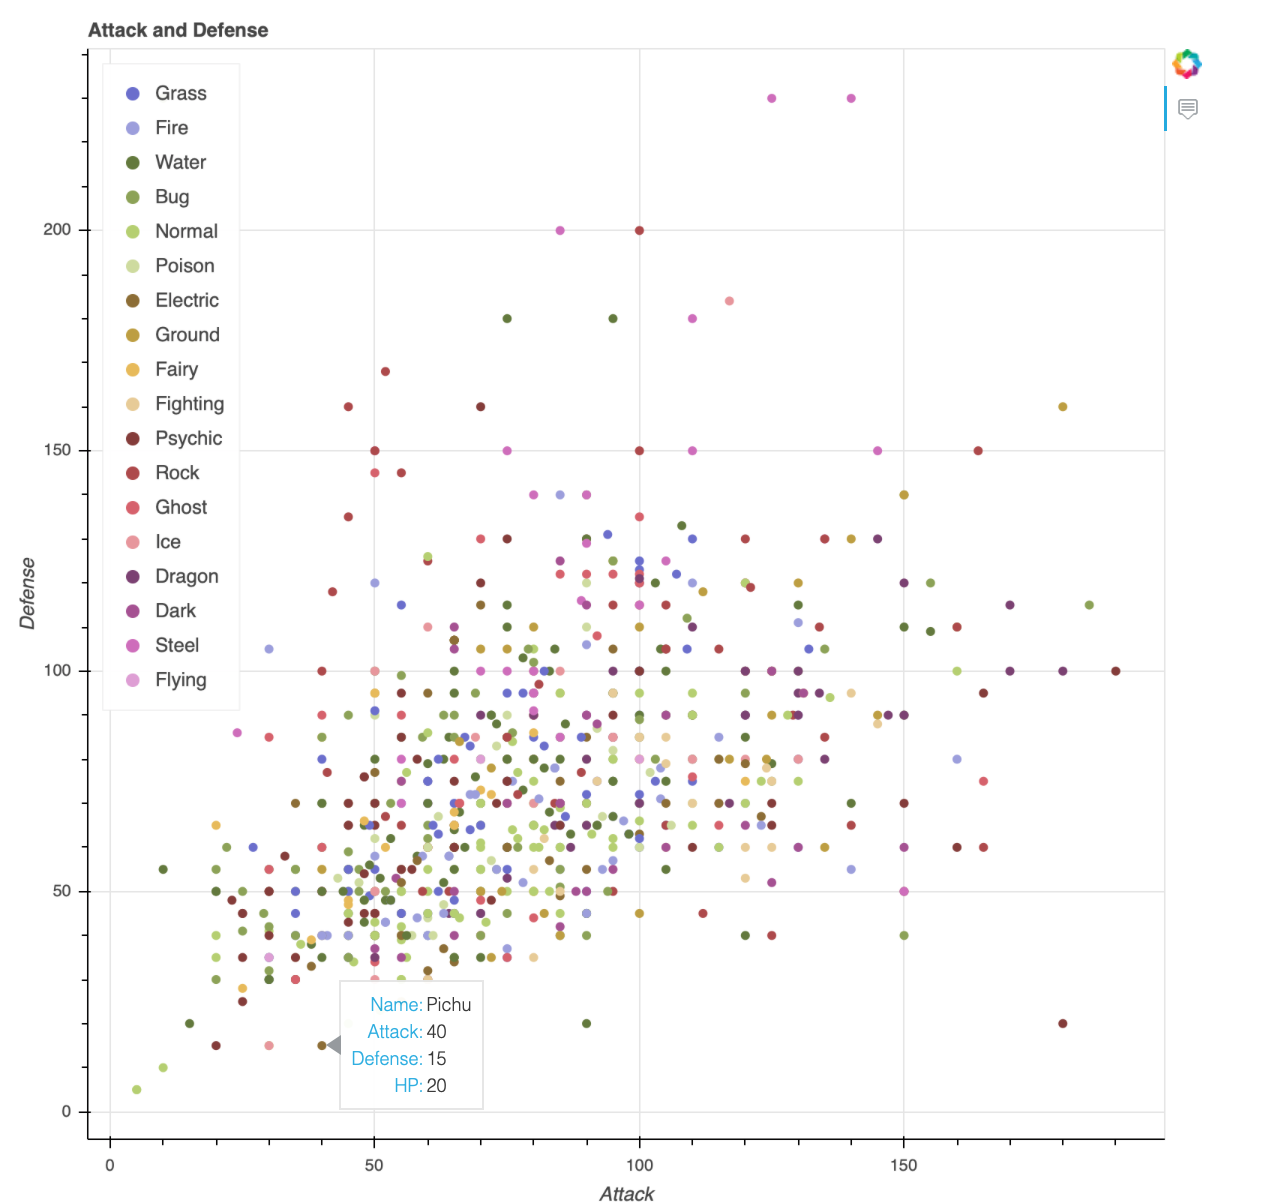 Attack and Defense
Grass
Fire
Water
Bug
Normal
Poison
Electric
Ground
Fairy
Fighting
Psychic
Rock
Ghost
Ice
Dragon
Dark
Steel
Flying
200
150
100
50
0
Defense
Name: Pichu
Attack: 40
Defense: 15
HP: 20
0 50 100 150
Attack